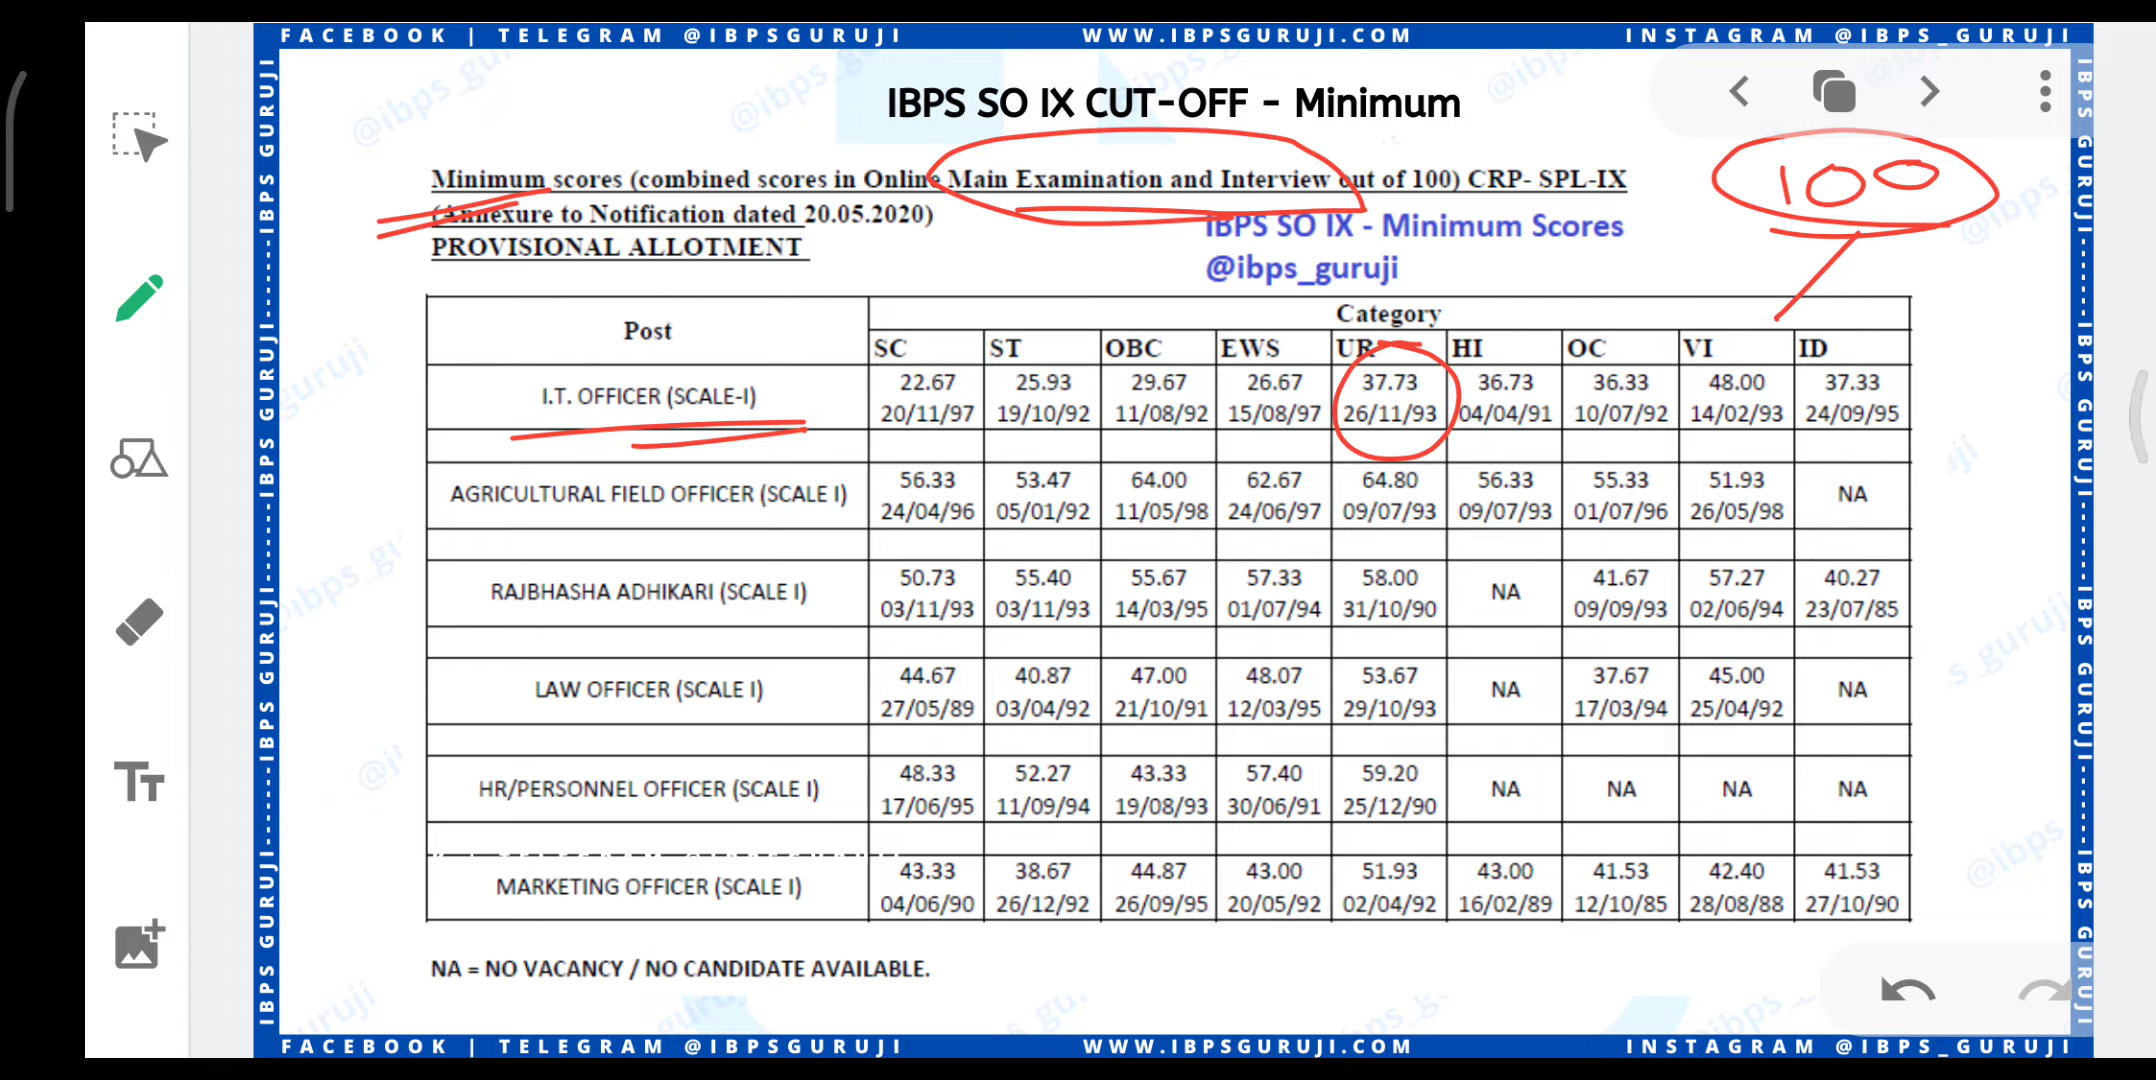 FACEBOOK | TELEGRAM @IBPSGURUJI WWW.IBPSGURUJI.COM INSTAGRAM @IBPS_GURUJI
IBPS SO IX CUT-OFF - Minimum
100
Minimum scores (combined scores in Online Main Examination and Interview out of 100) CRP- SPL-IX
(Annexure to Notification dated 20.05.2020)
PROVISIONAL ALLOTMENT
IBPS SO IX - Minimum Scores
@ibps_guruji
Post Category
SC ST OBC EWS UR HI OC VI ID
I.T. OFFICER (SCALE-I) 22.67 25.93 29.67 26.67 37.73 36.73 36.33 48.00 37.33
20/11/97 19/10/92 11/08/92 15/08/97 26/11/93 04/04/91 10/07/92 14/02/93 24/09/95
AGRICULTURAL FIELD OFFICER (SCALE I) 56.33 53.47 64.00 62.67 64.80 56.33 55.33 51.93 NA
24/04/96 05/01/92 11/05/98 24/06/97 09/07/93 09/07/93 01/07/96 26/05/98
RAJBHASHA ADHIKARI (SCALE I) 50.73 55.40 55.67 57.33 58.00 NA 41.67 57.27 40.27
03/11/93 03/11/93 14/03/95 01/07/94 31/10/90 09/09/93 02/06/94 23/07/85
LAW OFFICER (SCALE I) 44.67 40.87 47.00 48.07 53.67 NA 37.67 45.00 NA
27/05/89 03/04/92 21/10/91 12/03/95 29/10/93 17/03/94 25/04/92
HR/PERSONNEL OFFICER (SCALE I) 48.33 52.27 43.33 57.40 59.20 NA NA NA NA
17/06/95 11/09/94 19/08/93 30/06/91 25/12/90
MARKETING OFFICER (SCALE I) 43.33 38.67 44.87 43.00 51.93 43.00 41.53 42.40 41.53
04/06/90 26/12/92 26/09/95 20/05/92 02/04/92 16/02/89 12/10/85 28/08/88 27/10/90
NA = NO VACANCY / NO CANDIDATE AVAILABLE.
FACEBOOK | TELEGRAM @IBPSGURUJI WWW.IBPSGURUJI.COM INSTAGRAM @IBPS_GURUJI
IBPS GURUJI------IBPS GURUJI------IBPS GURUJI------IBPS GURUJI
IBPS GURUJI------IBPS GURUJI------IBPS GURUJI------IBPS GURUJI
Tт